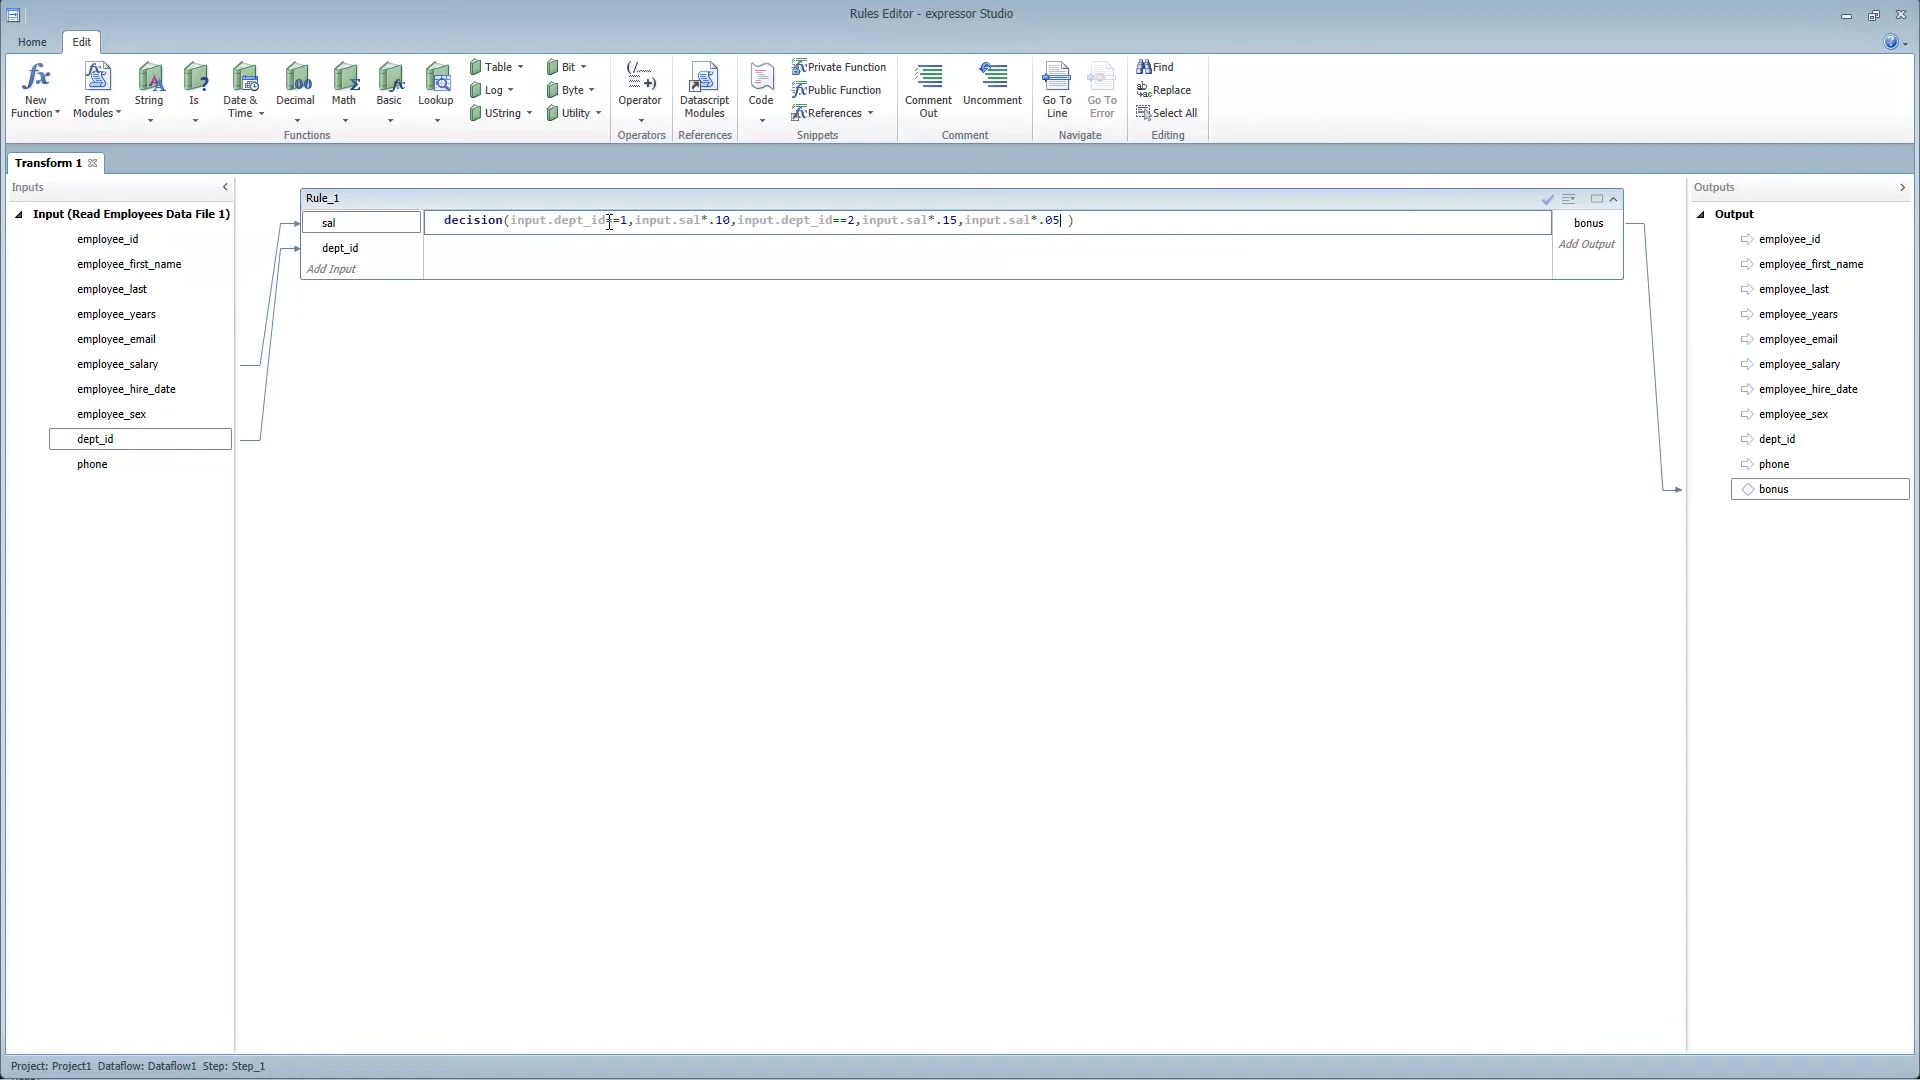 Rules Editor - expressor Studio
Home Edit
New Function
From Modules
String
Is
Date & Time
Decimal
Math
Basic
Lookup
Table
Log
UString
Bit
Byte
Utility
Functions
Operator
Operators
Datascript Modules
References
Code
Private Function
Public Function
References
Snippets
Comment Out
Uncomment
Comment
Go To Line
Go To Error
Navigate
Find
Replace
Select All
Editing
Transform 1
Inputs
Input (Read Employees Data File 1)
employee_id
employee_first_name
employee_last
employee_years
employee_email
employee_salary
employee_hire_date
employee_sex
dept_id
phone
Rule_1
sal
dept_id
Add Input
decision(input.dept_id==1,input.sal*.10,input.dept_id==2,input.sal*.15,input.sal*.05 )
bonus
Add Output
Outputs
Output
employee_id
employee_first_name
employee_last
employee_years
employee_email
employee_salary
employee_hire_date
employee_sex
dept_id
phone
bonus
Project: Project1 Dataflow: Dataflow1 Step: Step_1